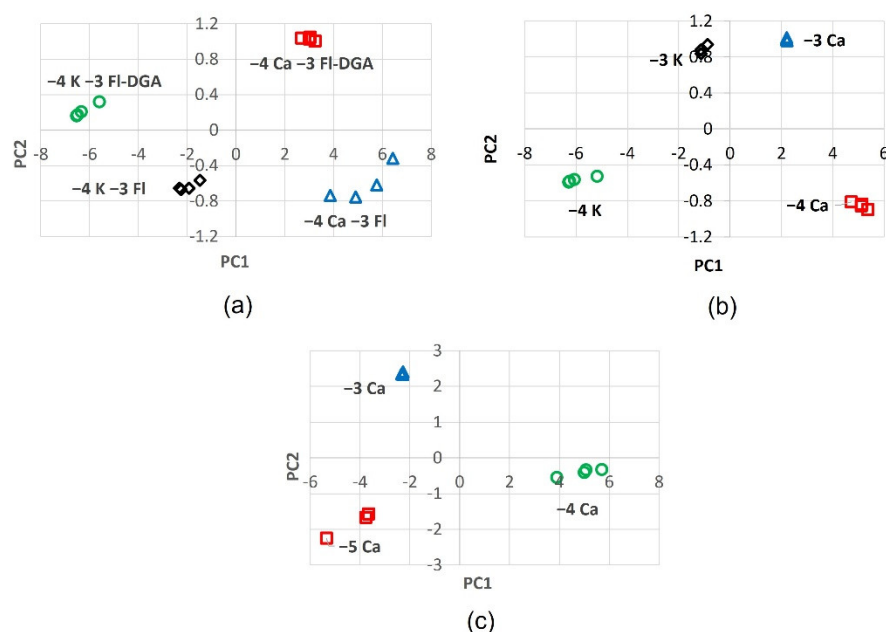 1.2
0.8
0.4
0
-0.4
-0.8
-1.2
-8
-6
-4
-2
0
2
4
6
8
−4 Ca −3 Fl-DGA
−4 K −3 Fl-DGA
−4 K −3 Fl
−4 Ca −3 Fl
PC2
PC1
(a)
1.2
0.8
0.4
0
-0.4
-0.8
-1.2
-8
-6
-4
-2
0
2
4
6
−3 K
−3 Ca
−4 K
−4 Ca
PC2
PC1
(b)
3
2
1
0
-1
-2
-3
-6
-4
-2
0
2
4
6
8
−3 Ca
−4 Ca
−5 Ca
PC2
PC1
(c)